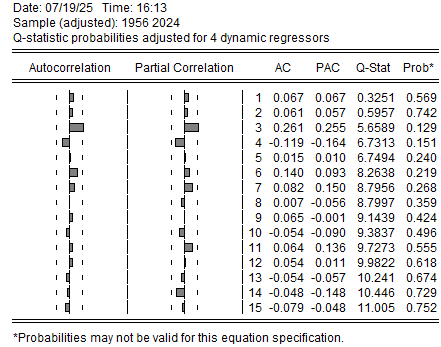 Date: 07/19/25 Time: 16:13
Sample (adjusted): 1956 2024
Q-statistic probabilities adjusted for 4 dynamic regressors
Autocorrelation Partial Correlation AC PAC Q-Stat Prob*
1 0.067 0.067 0.3251 0.569
2 0.061 0.057 0.5957 0.742
3 0.261 0.255 5.6589 0.129
4 -0.119 -0.164 6.7313 0.151
5 0.015 0.010 6.7494 0.240
6 0.140 0.093 8.2638 0.219
7 0.082 0.150 8.7956 0.268
8 0.007 -0.056 8.7997 0.359
9 0.065 -0.001 9.1439 0.424
10 -0.054 -0.090 9.3837 0.496
11 0.064 0.136 9.7273 0.555
12 0.054 0.011 9.9822 0.618
13 -0.054 -0.057 10.241 0.674
14 -0.048 -0.148 10.446 0.729
15 -0.079 -0.048 11.005 0.752
*Probabilities may not be valid for this equation specification.